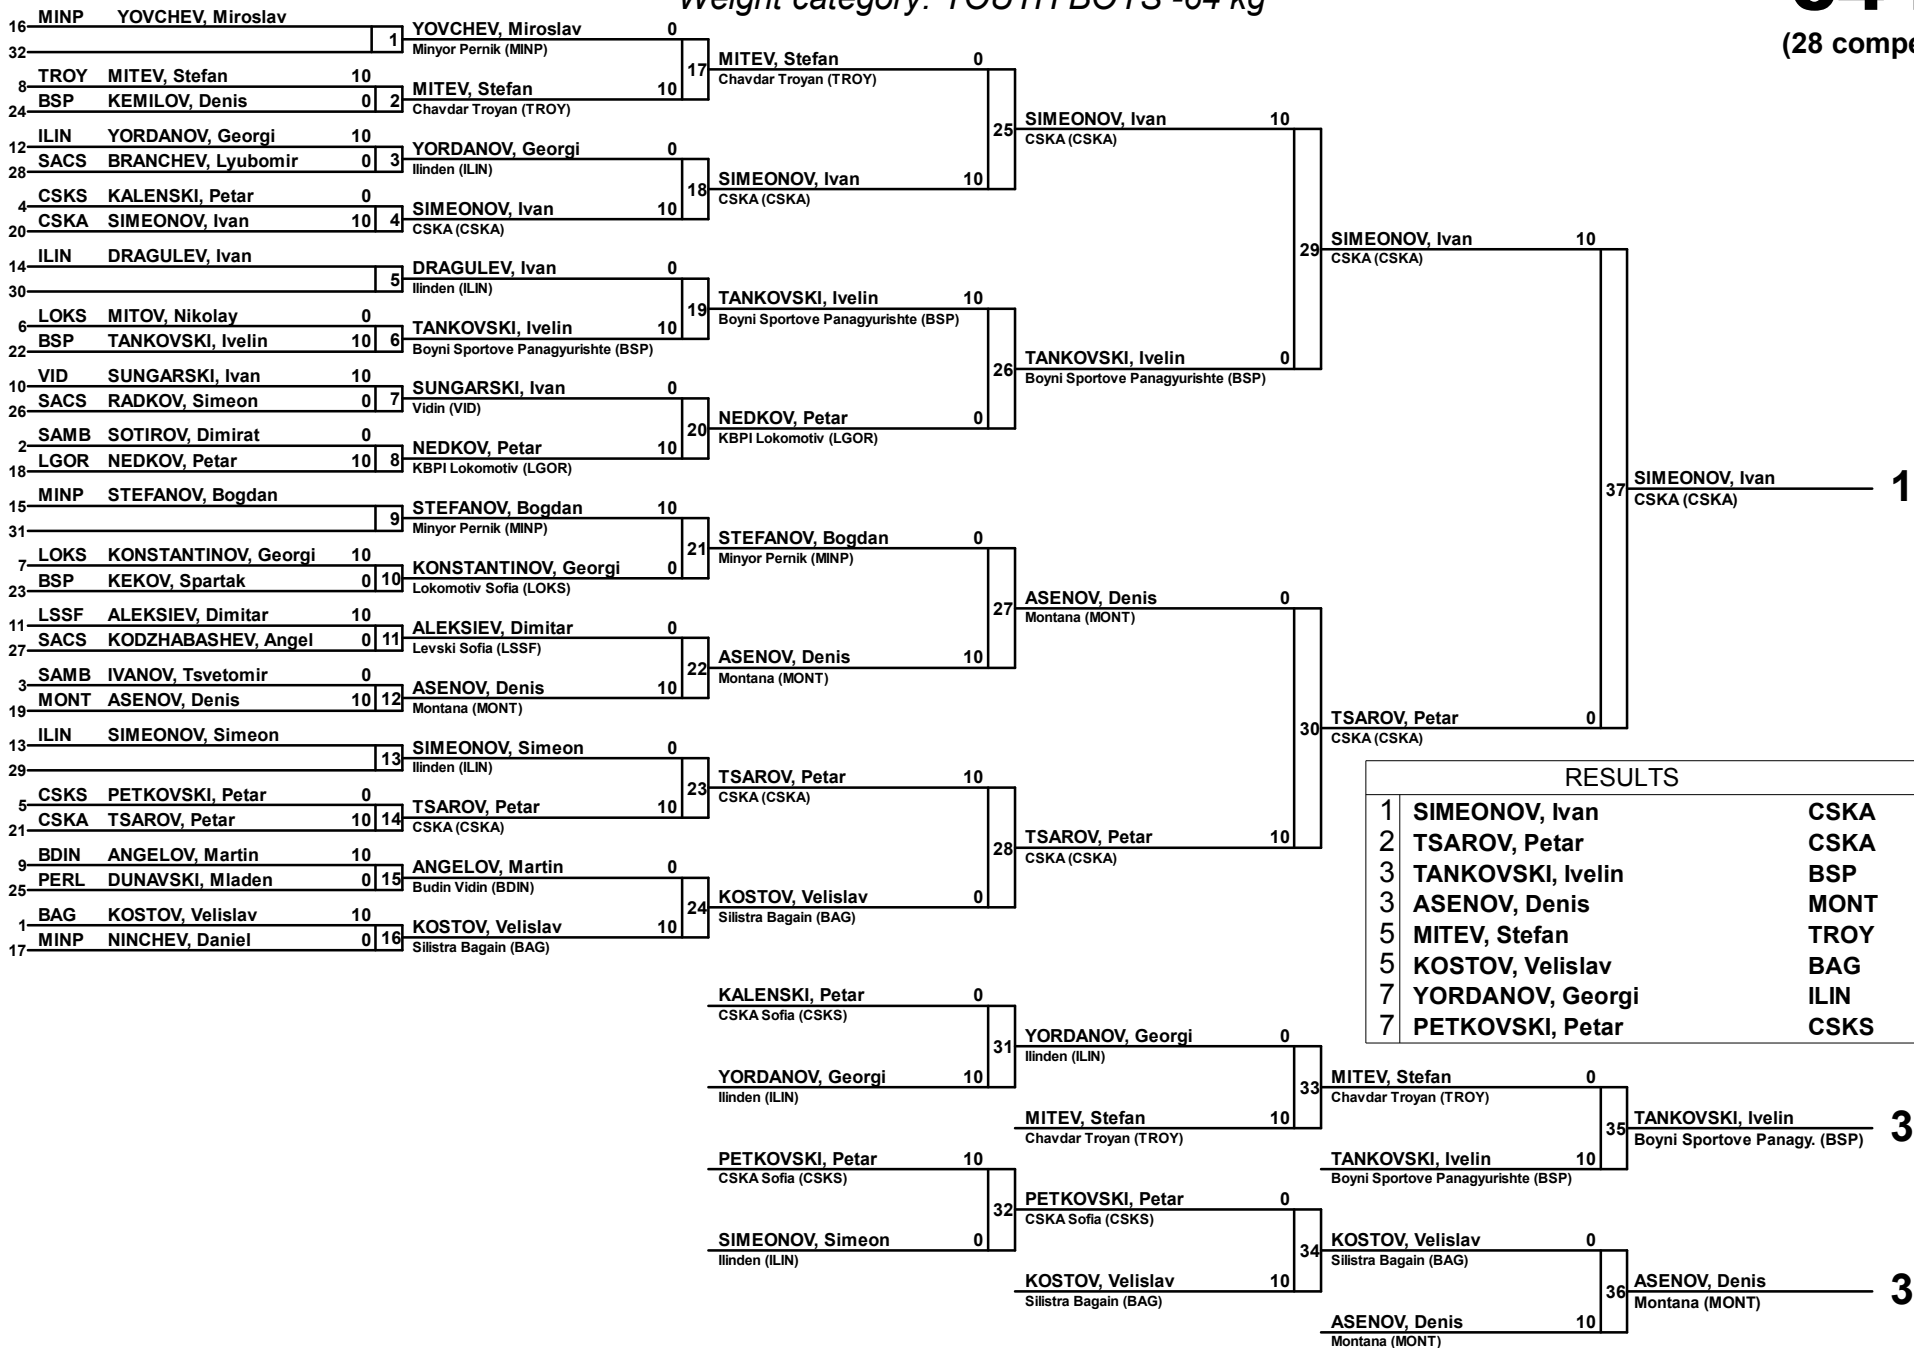 Weight category: YOUTH BOYS -64 kg
(28 compe
16 MINP YOVCHEV, Miroslav
32
1
8 TROY MITEV, Stefan 10
24 BSP KEMILOV, Denis 0
2
12 ILIN YORDANOV, Georgi 10
28 SACS BRANCHEV, Lyubomir 0
3
4 CSKS KALENSKI, Petar 0
20 CSKA SIMEONOV, Ivan 10
4
14 ILIN DRAGULEV, Ivan
30
5
6 LOKS MITOV, Nikolay 0
22 BSP TANKOVSKI, Ivelin 10
6
10 VID SUNGARSKI, Ivan 10
26 SACS RADKOV, Simeon 0
7
2 SAMB SOTIROV, Dimirat 0
18 LGOR NEDKOV, Petar 10
8
15 MINP STEFANOV, Bogdan
31
9
7 LOKS KONSTANTINOV, Georgi 10
23 BSP KEKOV, Spartak 0
10
11 LSSF ALEKSIEV, Dimitar 10
27 SACS KODZHABASHEV, Angel 0
11
3 SAMB IVANOV, Tsvetomir 0
19 MONT ASENOV, Denis 10
12
13 ILIN SIMEONOV, Simeon
29
13
5 CSKS PETKOVSKI, Petar 0
21 CSKA TSAROV, Petar 10
14
9 BDIN ANGELOV, Martin 10
25 PERL DUNAVSKI, Mladen 0
15
1 BAG KOSTOV, Velislav 10
17 MINP NINCHEV, Daniel 0
16
YOVCHEV, Miroslav 0
Minyor Pernik (MINP)
17
MITEV, Stefan 10
Chavdar Troyan (TROY)
YORDANOV, Georgi 0
Ilinden (ILIN)
18
SIMEONOV, Ivan 10
CSKA (CSKA)
DRAGULEV, Ivan 0
Ilinden (ILIN)
19
TANKOVSKI, Ivelin 10
Boyni Sportove Panagyurishte (BSP)
SUNGARSKI, Ivan 0
Vidin (VID)
20
NEDKOV, Petar 10
KBPI Lokomotiv (LGOR)
STEFANOV, Bogdan 10
Minyor Pernik (MINP)
21
KONSTANTINOV, Georgi 0
Lokomotiv Sofia (LOKS)
ALEKSIEV, Dimitar 0
Levski Sofia (LSSF)
22
ASENOV, Denis 10
Montana (MONT)
SIMEONOV, Simeon 0
Ilinden (ILIN)
23
TSAROV, Petar 10
CSKA (CSKA)
ANGELOV, Martin 0
Budin Vidin (BDIN)
24
KOSTOV, Velislav 10
Silistra Bagain (BAG)
MITEV, Stefan 0
Chavdar Troyan (TROY)
25
SIMEONOV, Ivan 10
CSKA (CSKA)
TANKOVSKI, Ivelin 10
Boyni Sportove Panagyurishte (BSP)
26
NEDKOV, Petar 0
KBPI Lokomotiv (LGOR)
STEFANOV, Bogdan 0
Minyor Pernik (MINP)
27
ASENOV, Denis 10
Montana (MONT)
TSAROV, Petar 10
CSKA (CSKA)
28
KOSTOV, Velislav 0
Silistra Bagain (BAG)
SIMEONOV, Ivan 10
CSKA (CSKA)
29
TANKOVSKI, Ivelin 0
Boyni Sportove Panagyurishte (BSP)
ASENOV, Denis 0
Montana (MONT)
30
TSAROV, Petar 10
CSKA (CSKA)
SIMEONOV, Ivan 10
CSKA (CSKA)
37
TSAROV, Petar 0
CSKA (CSKA)
SIMEONOV, Ivan 1
CSKA (CSKA)
RESULTS
1 SIMEONOV, Ivan CSKA
2 TSAROV, Petar CSKA
3 TANKOVSKI, Ivelin BSP
3 ASENOV, Denis MONT
5 MITEV, Stefan TROY
5 KOSTOV, Velislav BAG
7 YORDANOV, Georgi ILIN
7 PETKOVSKI, Petar CSKS
KALENSKI, Petar 0
CSKA Sofia (CSKS)
31
YORDANOV, Georgi 10
Ilinden (ILIN)
PETKOVSKI, Petar 10
CSKA Sofia (CSKS)
32
SIMEONOV, Simeon 0
Ilinden (ILIN)
YORDANOV, Georgi 0
Ilinden (ILIN)
33
MITEV, Stefan 10
Chavdar Troyan (TROY)
PETKOVSKI, Petar 0
CSKA Sofia (CSKS)
34
KOSTOV, Velislav 10
Silistra Bagain (BAG)
MITEV, Stefan 0
Chavdar Troyan (TROY)
35
TANKOVSKI, Ivelin 10
Boyni Sportove Panagyurishte (BSP)
KOSTOV, Velislav 0
Silistra Bagain (BAG)
36
ASENOV, Denis 10
Montana (MONT)
TANKOVSKI, Ivelin 3
Boyni Sportove Panagy. (BSP)
ASENOV, Denis 3
Montana (MONT)